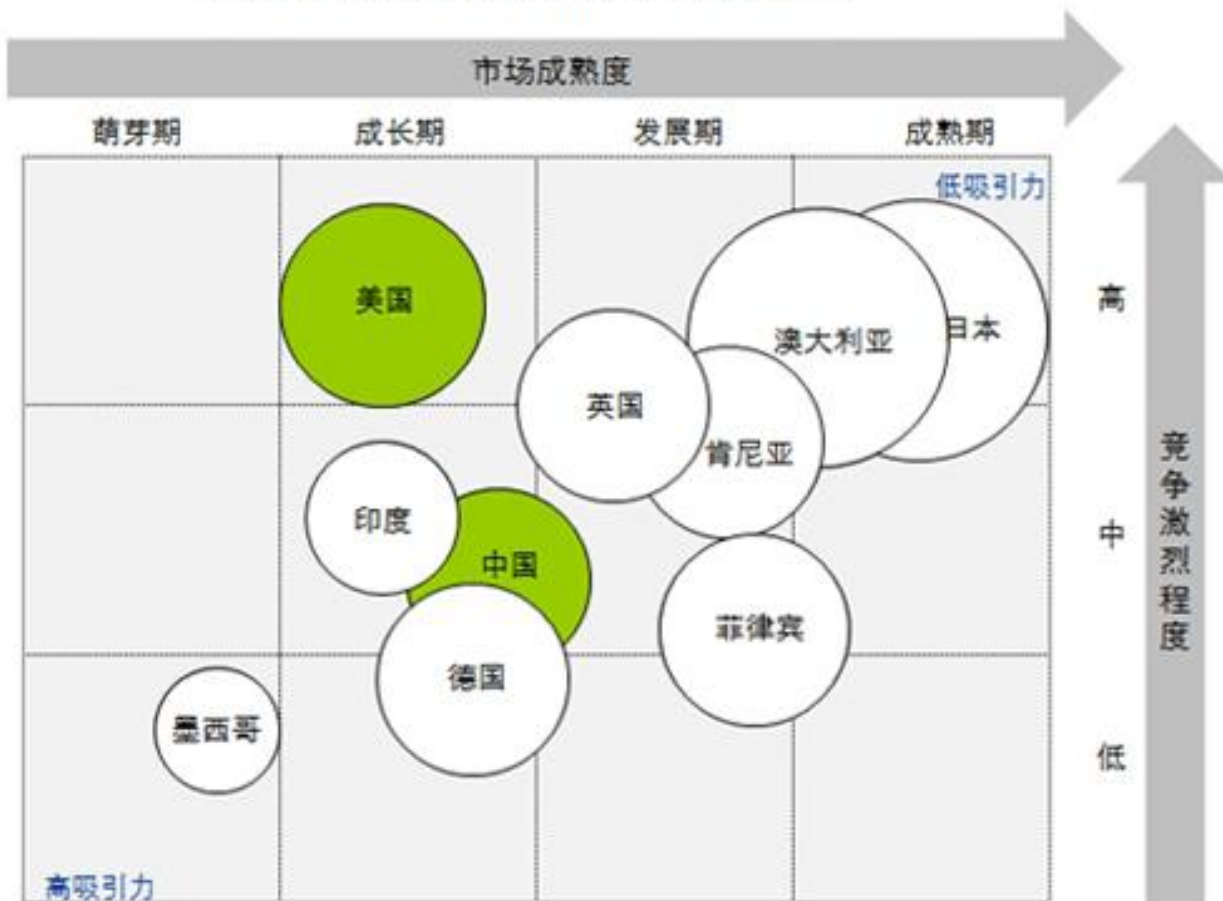 市场成熟度
萌芽期 成长期 发展期 成熟期
低吸引力
美国
高
澳大利亚 日本
英国
肯尼亚
印度
中
中国
菲律宾
德国
墨西哥
低
高吸引力
竞争激烈程度